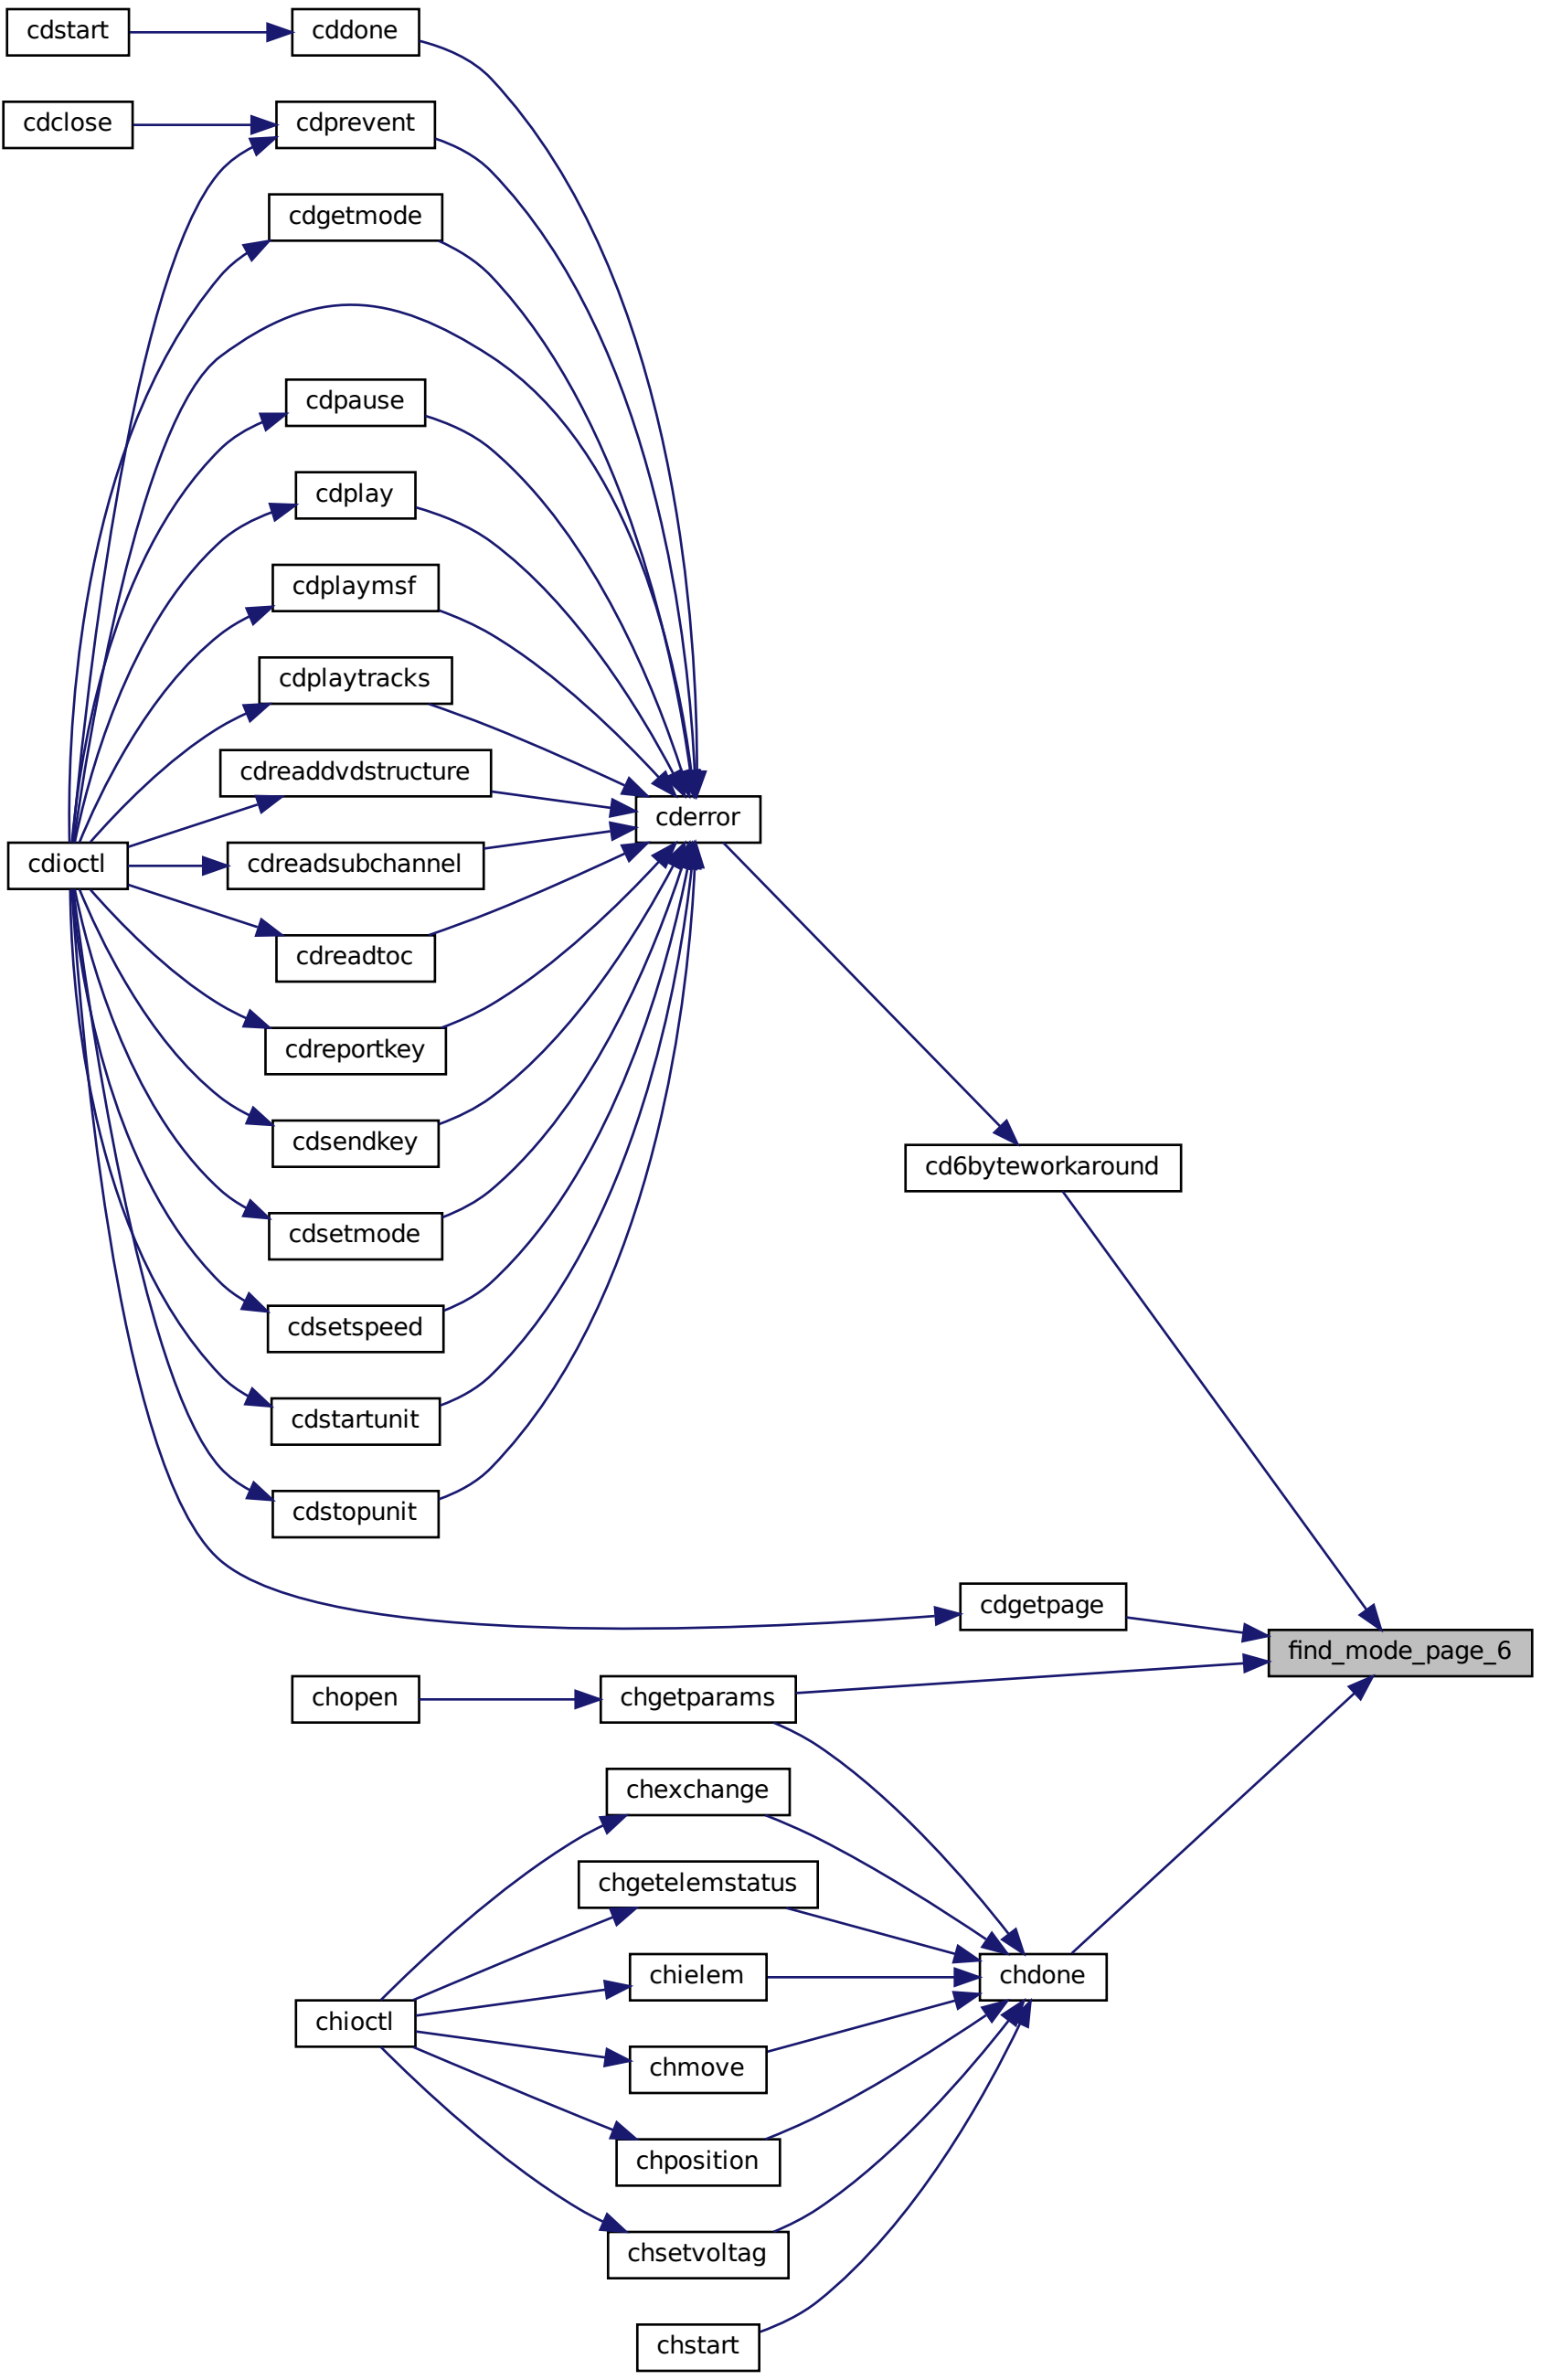 cdstart
cddone
cdclose
cdprevent
cdgetmode
cdpause
cdplay
cdplaymsf
cdplaytracks
cdreaddvdstructure
cderror
cdioctl
cdreadsubchannel
cdreadtoc
cdreportkey
cdsendkey
cd6byteworkaround
cdsetmode
cdsetspeed
cdstartunit
cdstopunit
cdgetpage
find_mode_page_6
chopen
chgetparams
chexchange
chgetelemstatus
chielem
chdone
chioctl
chmove
chposition
chsetvoltag
chstart